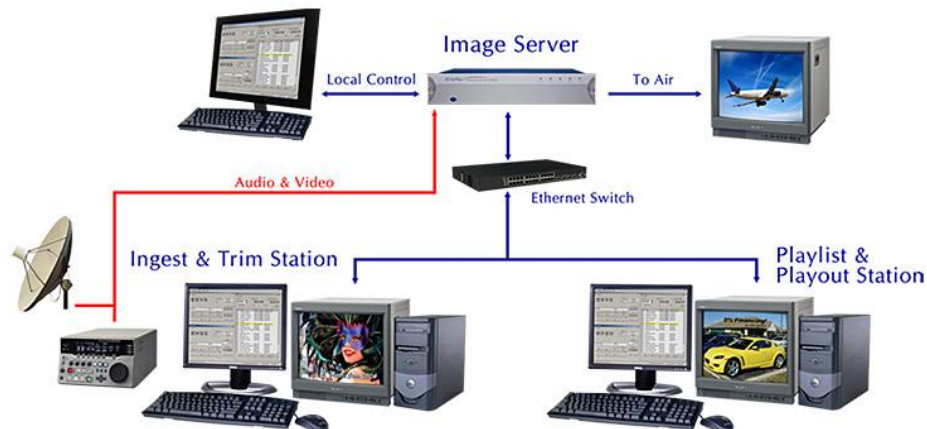 Image Server
Local Control
To Air
Audio & Video
Ethernet Switch
Ingest & Trim Station
Playlist &
Playout Station